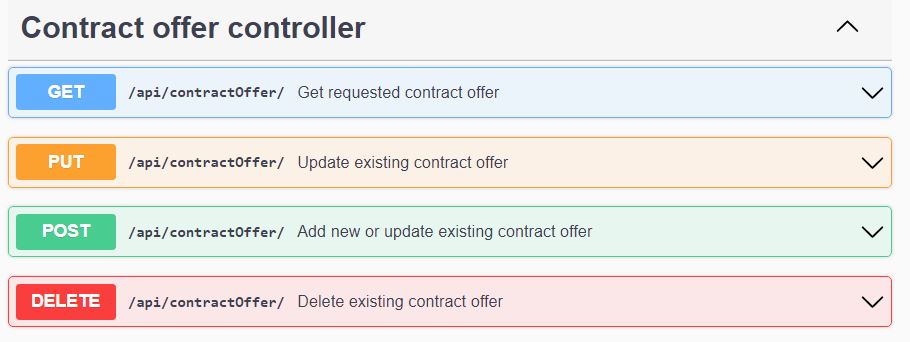 Contract offer controller
GET /api/contractOffer/ Get requested contract offer
PUT /api/contractOffer/ Update existing contract offer
POST /api/contractOffer/ Add new or update existing contract offer
DELETE /api/contractOffer/ Delete existing contract offer